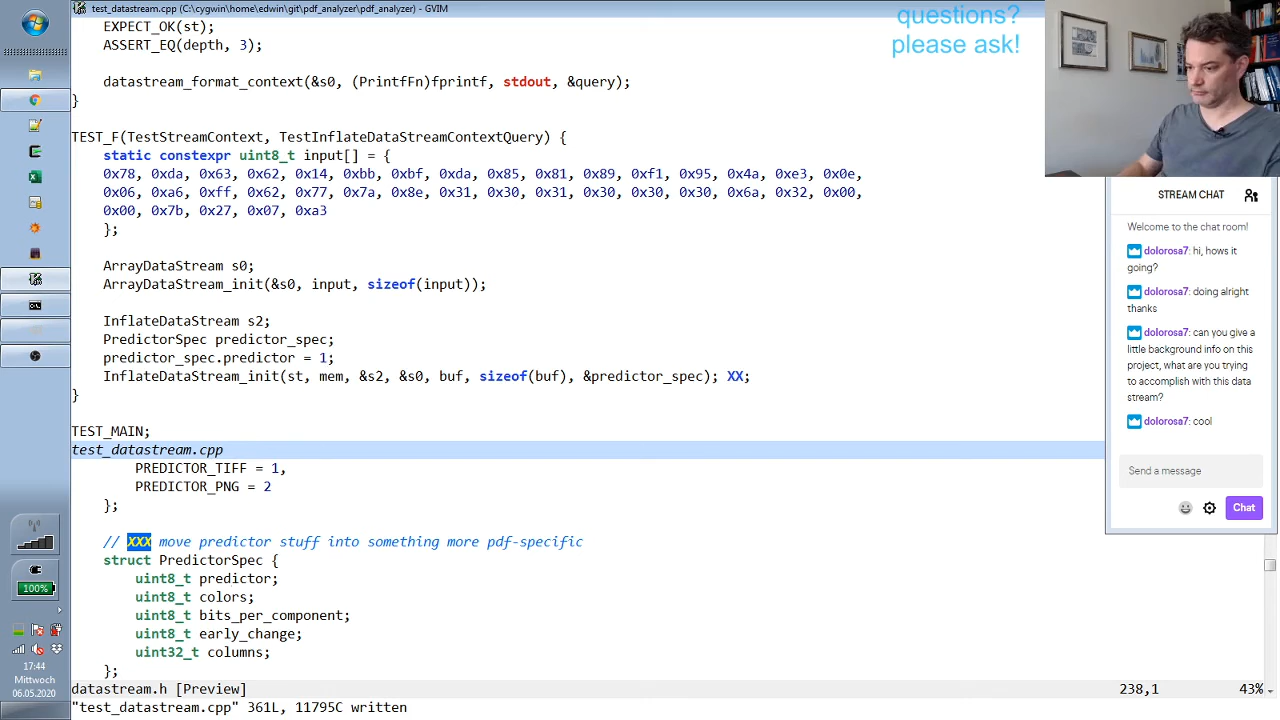 test_datastream.cpp (C:\cygwin\home\edwin\git\pdf_analyzer\pdf_analyzer) - GVIM
questions?
please ask!
EXPECT_OK(st);
ASSERT_EQ(depth, 3);
datastream_format_context(&s0, (PrintfFn)fprintf, stdout, &query);
}
TEST_F(TestStreamContext, TestInflateDataStreamContextQuery) {
static constexpr uint8_t input[] = {
0x78, 0xda, 0x63, 0x62, 0x14, 0xbb, 0xbf, 0xda, 0x85, 0x81, 0x89, 0xf1, 0x95, 0x4a, 0xe3, 0x0e,
0x06, 0xa6, 0xff, 0x62, 0x77, 0x7a, 0x8e, 0x31, 0x30, 0x31, 0x30, 0x30, 0x30, 0x6a, 0x32, 0x00,
0x00, 0x7b, 0x27, 0x07, 0xa3
};
ArrayDataStream s0;
ArrayDataStream_init(&s0, input, sizeof(input));
InflateDataStream s2;
PredictorSpec predictor_spec;
predictor_spec.predictor = 1;
InflateDataStream_init(st, mem, &s2, &s0, buf, sizeof(buf), &predictor_spec); XX;
}
TEST_MAIN;
test_datastream.cpp
PREDICTOR_TIFF = 1,
PREDICTOR_PNG = 2
};
// XXX move predictor stuff into something more pdf-specific
struct PredictorSpec {
uint8_t predictor;
uint8_t colors;
uint8_t bits_per_component;
uint8_t early_change;
uint32_t columns;
};
datastream.h [Preview] 238,1 43%
"test_datastream.cpp" 361L, 11795C written
STREAM CHAT
Welcome to the chat room!
dolorosa7: hi, hows it
going?
dolorosa7: doing alright
thanks
dolorosa7: can you give a
little background info on this
project, what are you trying
to accomplish with this data
stream?
dolorosa7: cool
Send a message
Chat
100%
17:44
Mittwoch
06.05.2020